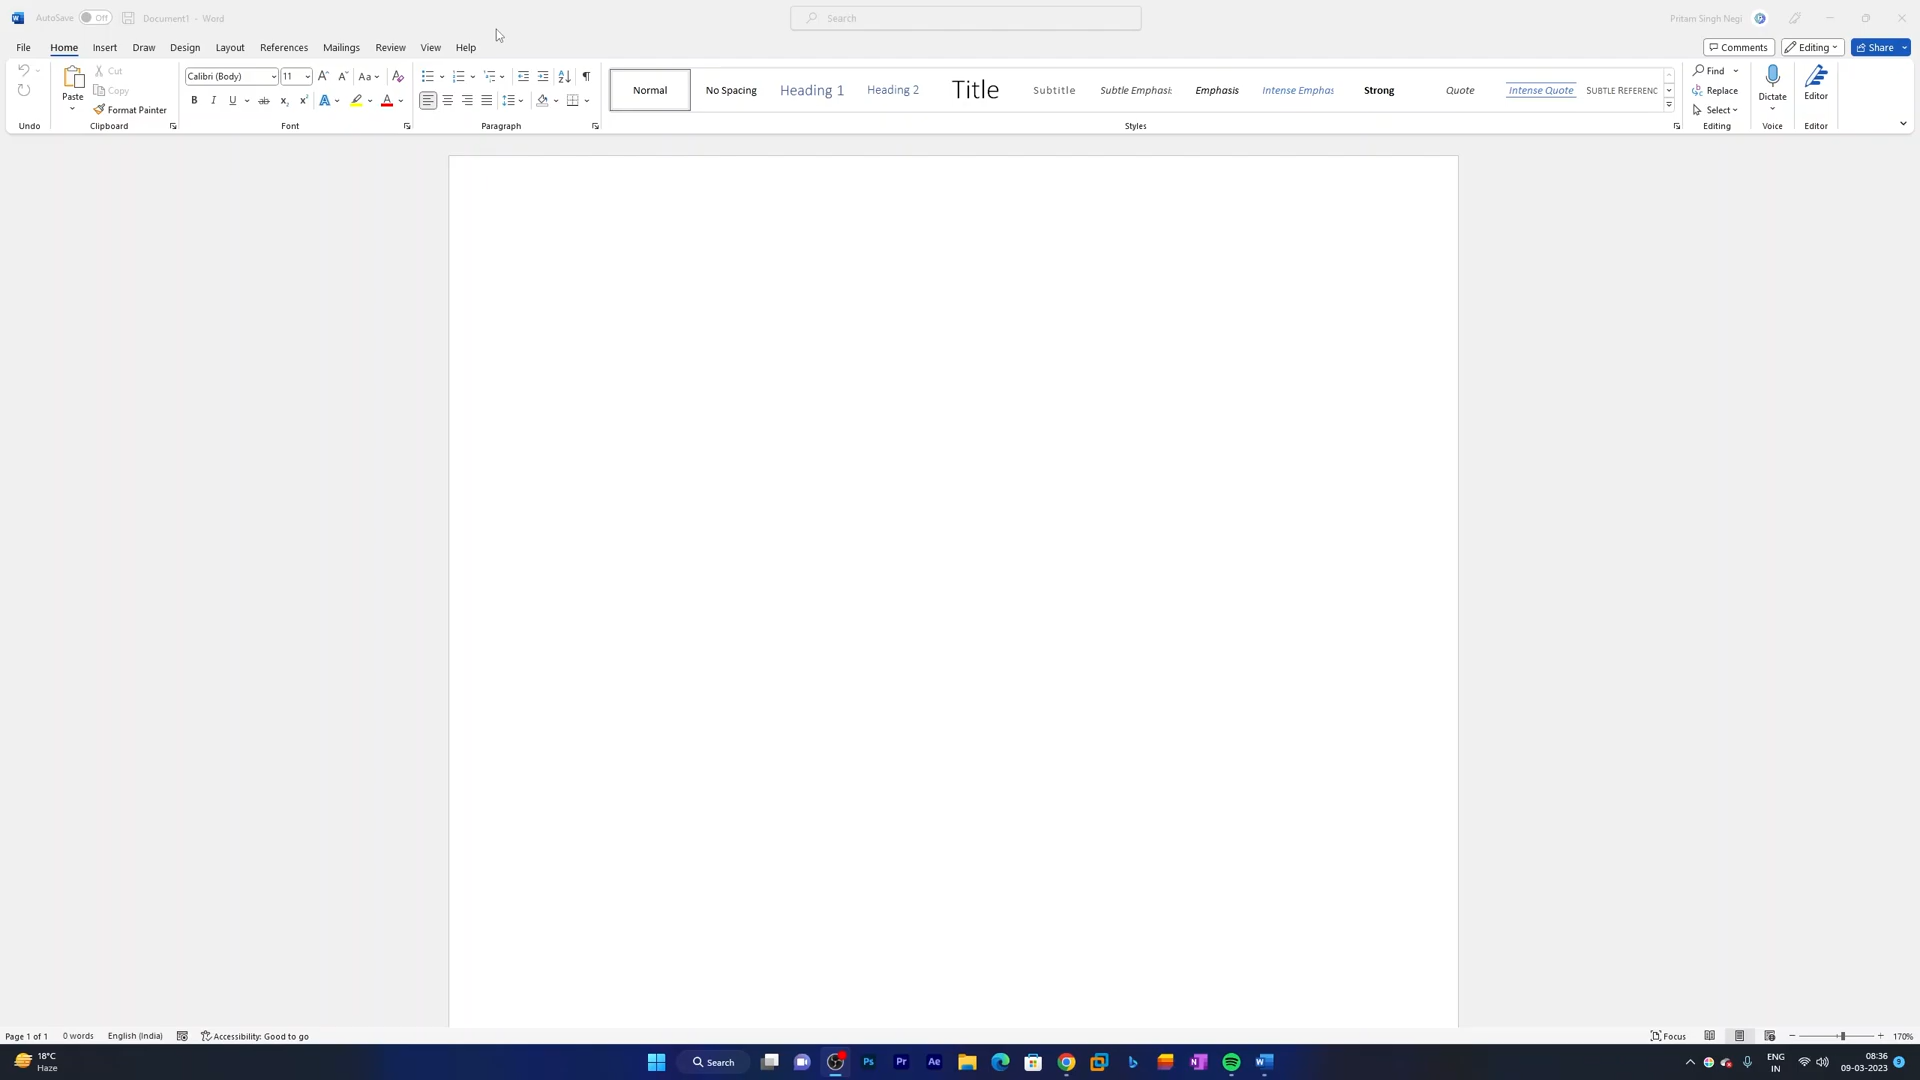 AutoSave Off Document1 - Word Search Pritam Singh Negi
File Home Insert Draw Design Layout References Mailings Review View Help Comments Editing Share
Cut
Copy
Paste
Format Painter
Undo Clipboard
Calibri (Body) 11
Font Paragraph
Normal No Spacing Heading 1 Heading 2 Title Subtitle Subtle Emphasi Emphasis Intense Emphas Strong Quote Intense Quote SUBTLE REFERENC
Styles
Find
Replace
Select
Editing
Dictate
Voice
Editor
Editor
Page 1 of 1 0 words English (India) Accessibility: Good to go Focus 170%
18°C
Haze
Search
Ps Pr Ae
ENG
IN
08:36
09-03-2023